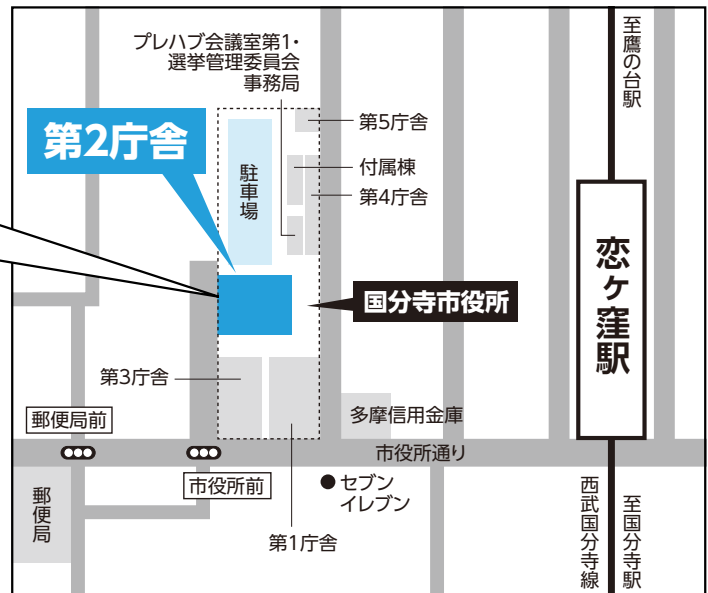 プレハブ会議室第1・
選挙管理委員会
事務局
至鷹の台駅
第2庁舎
第5庁舎
付属棟
第4庁舎
駐車場
国分寺市役所
恋ヶ窪駅
第3庁舎
多摩信用金庫
郵便局前
市役所通り
市役所前
セブン
イレブン
郵便局
第1庁舎
西武国分寺線
至国分寺駅